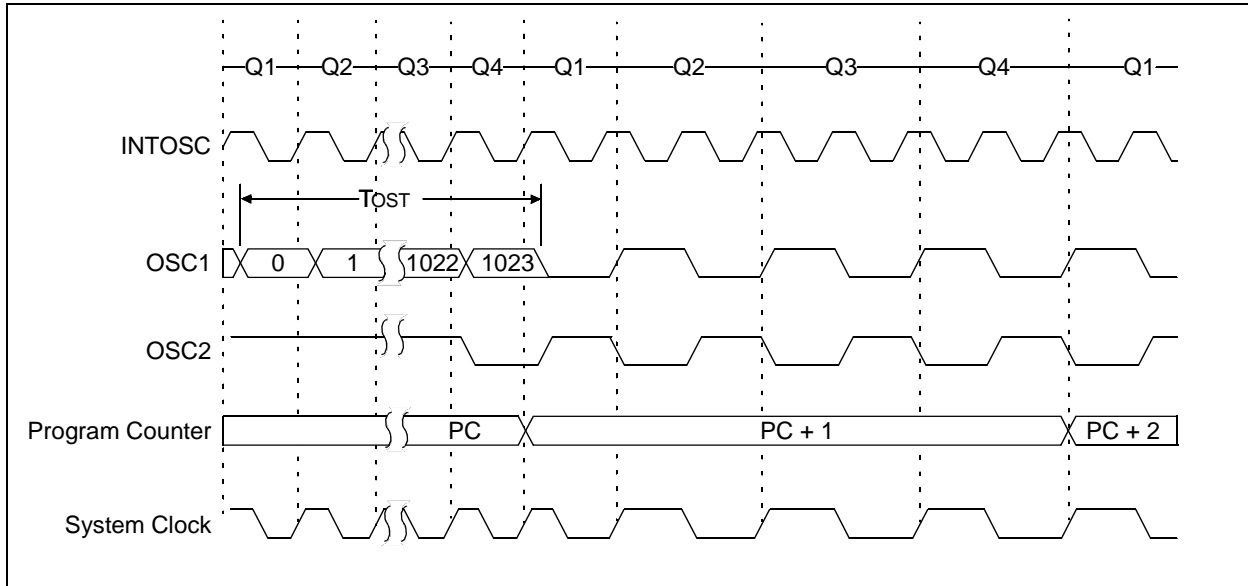 Q1 Q2 Q3 Q4 Q1 Q2 Q3 Q4 Q1
INTOSC
TOST
OSC1 0 1 1022 1023
OSC2
Program Counter PC PC + 1 PC + 2
System Clock